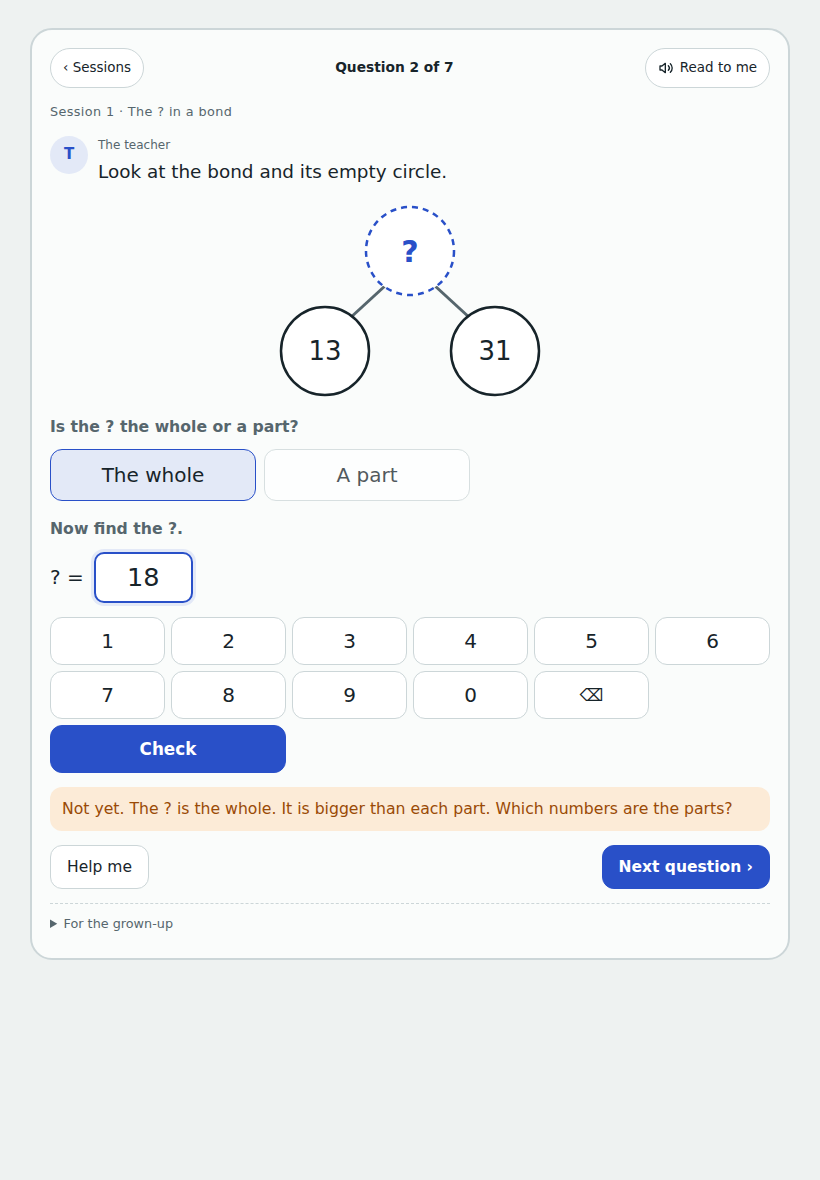 ‹ Sessions
Question 2 of 7
Read to me
Session 1 · The ? in a bond
T
The teacher
Look at the bond and its empty circle.
?
13
31
Is the ? the whole or a part?
The whole
A part
Now find the ?.
? =
18
1
2
3
4
5
6
7
8
9
0
⌫
Check
Not yet. The ? is the whole. It is bigger than each part. Which numbers are the parts?
Help me
Next question ›
▶ For the grown-up